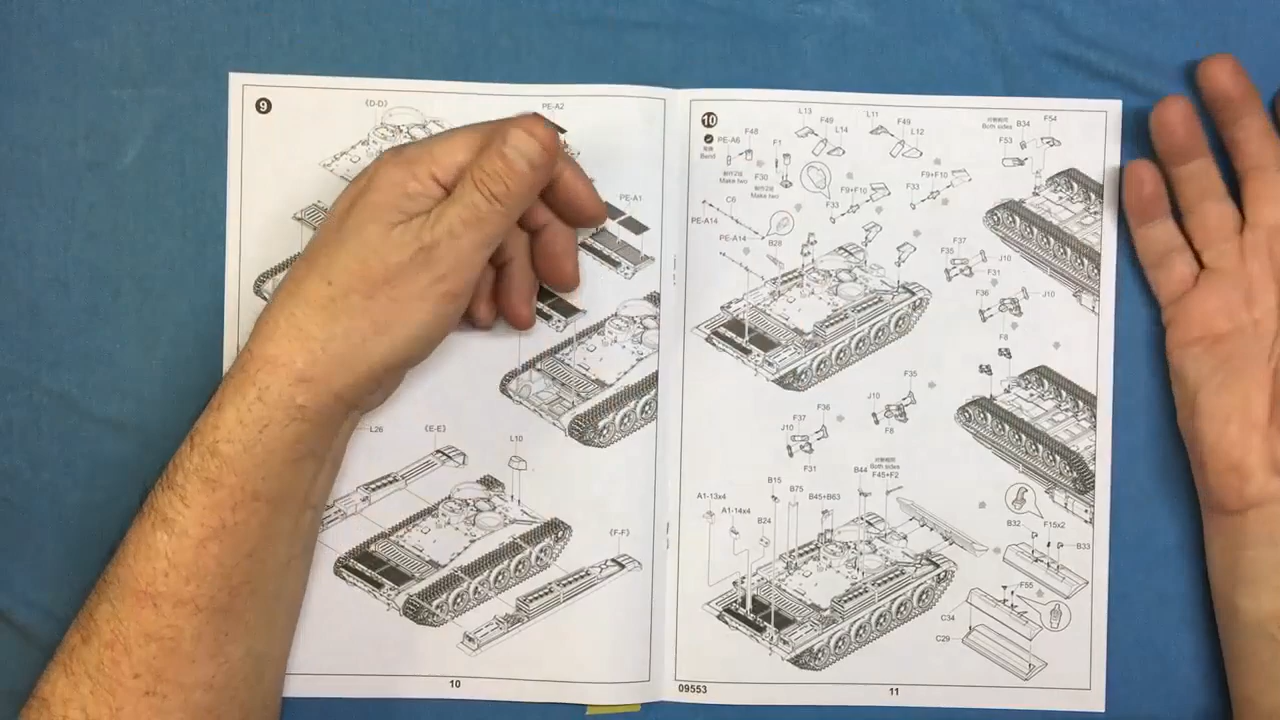 9
(D-D)
PE-A2
PE-A1
L26
(E-E)
L10
(F-F)
10
10
Bend
PE-A6
F48
Make two
F1
F30
Make two
L13
F49
L14
L11
F49
L12
Both sides
B34
F54
F53
F9+F10
F33
F9+F10
F33
PE-A14
C6
PE-A14
B28
F37
F35
J10
F31
F36
J10
F8
F35
J10
F8
F36
F37
J10
F31
Both sides
F45+F2
B44
B15
B75
B45+B63
A1-13x4
A1-14x4
B24
B32
F15x2
B33
F55
C34
C29
09553
11